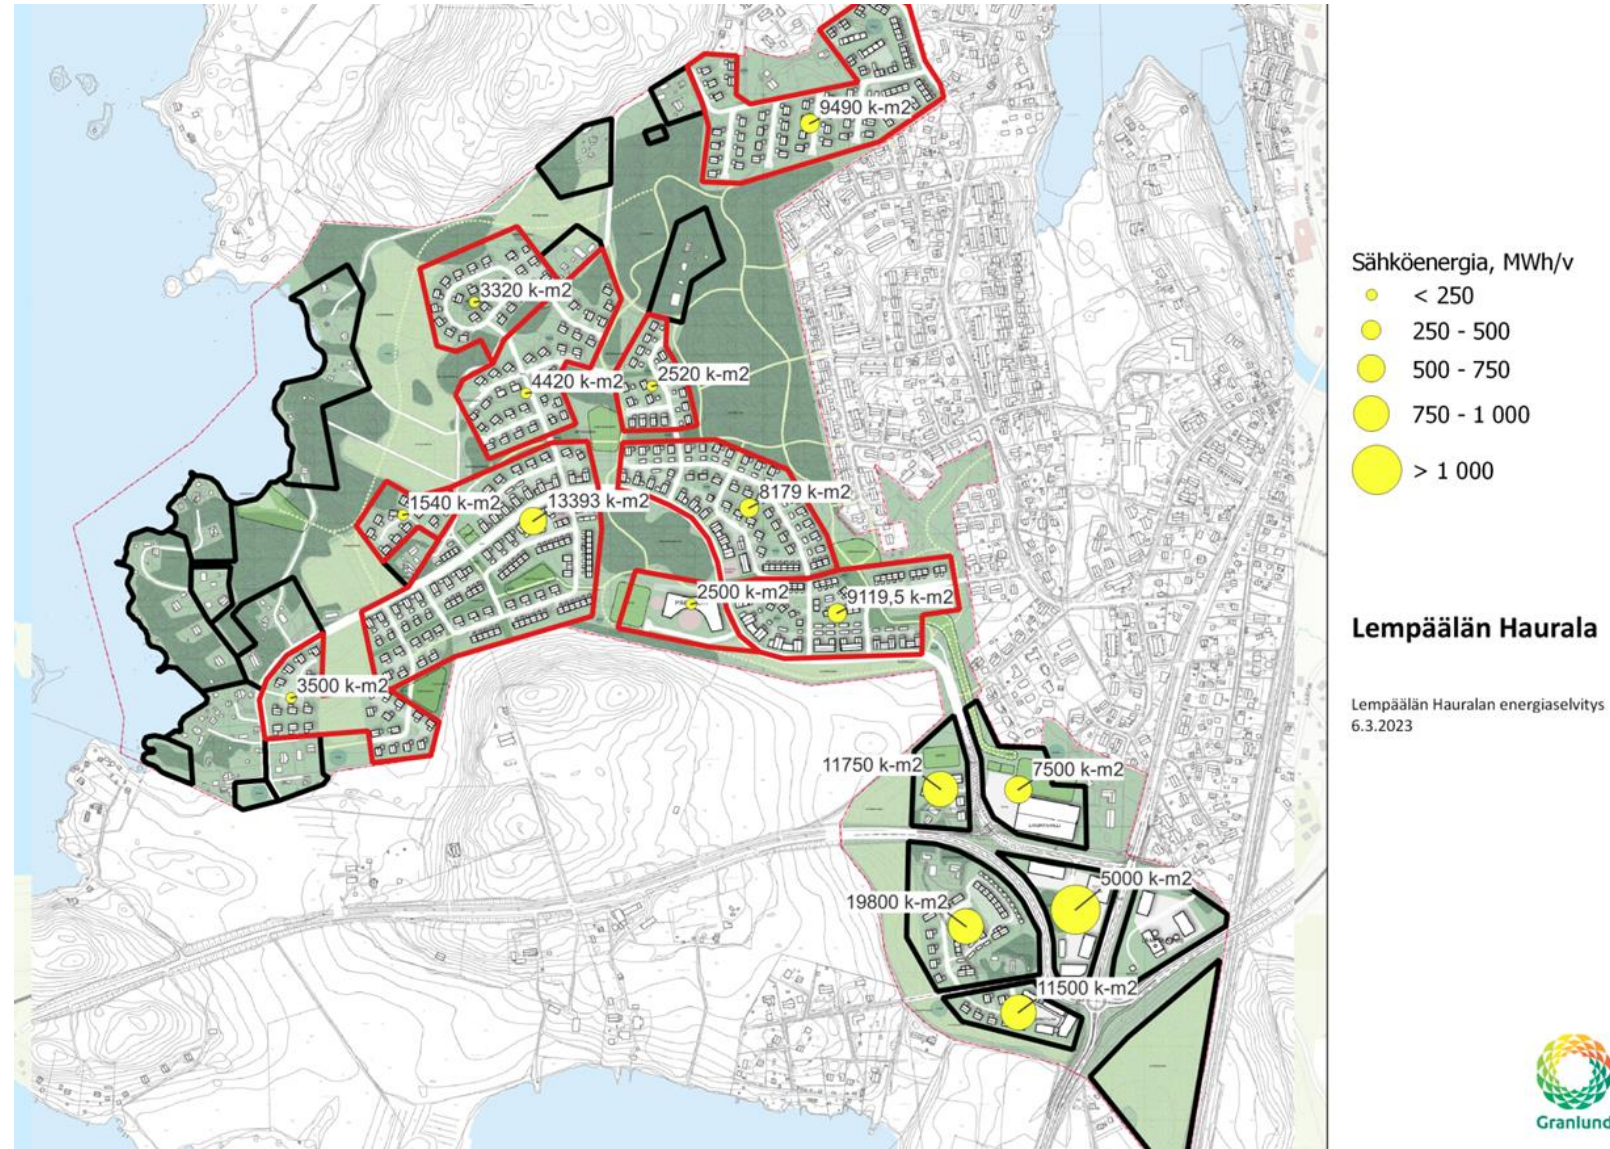 9490 k-m2
3320 k-m2
4420 k-m2
2520 k-m2
1540 k-m2
13393 k-m2
8179 k-m2
2500 k-m2
9119,5 k-m2
3500 k-m2
11750 k-m2
7500 k-m2
5000 k-m2
19800 k-m2
11500 k-m2
Sähköenergia, MWh/v
< 250
250 - 500
500 - 750
750 - 1 000
> 1 000
Lempäälän Haurala
Lempäälän Hauralan energiaselvitys
6.3.2023
Granlund